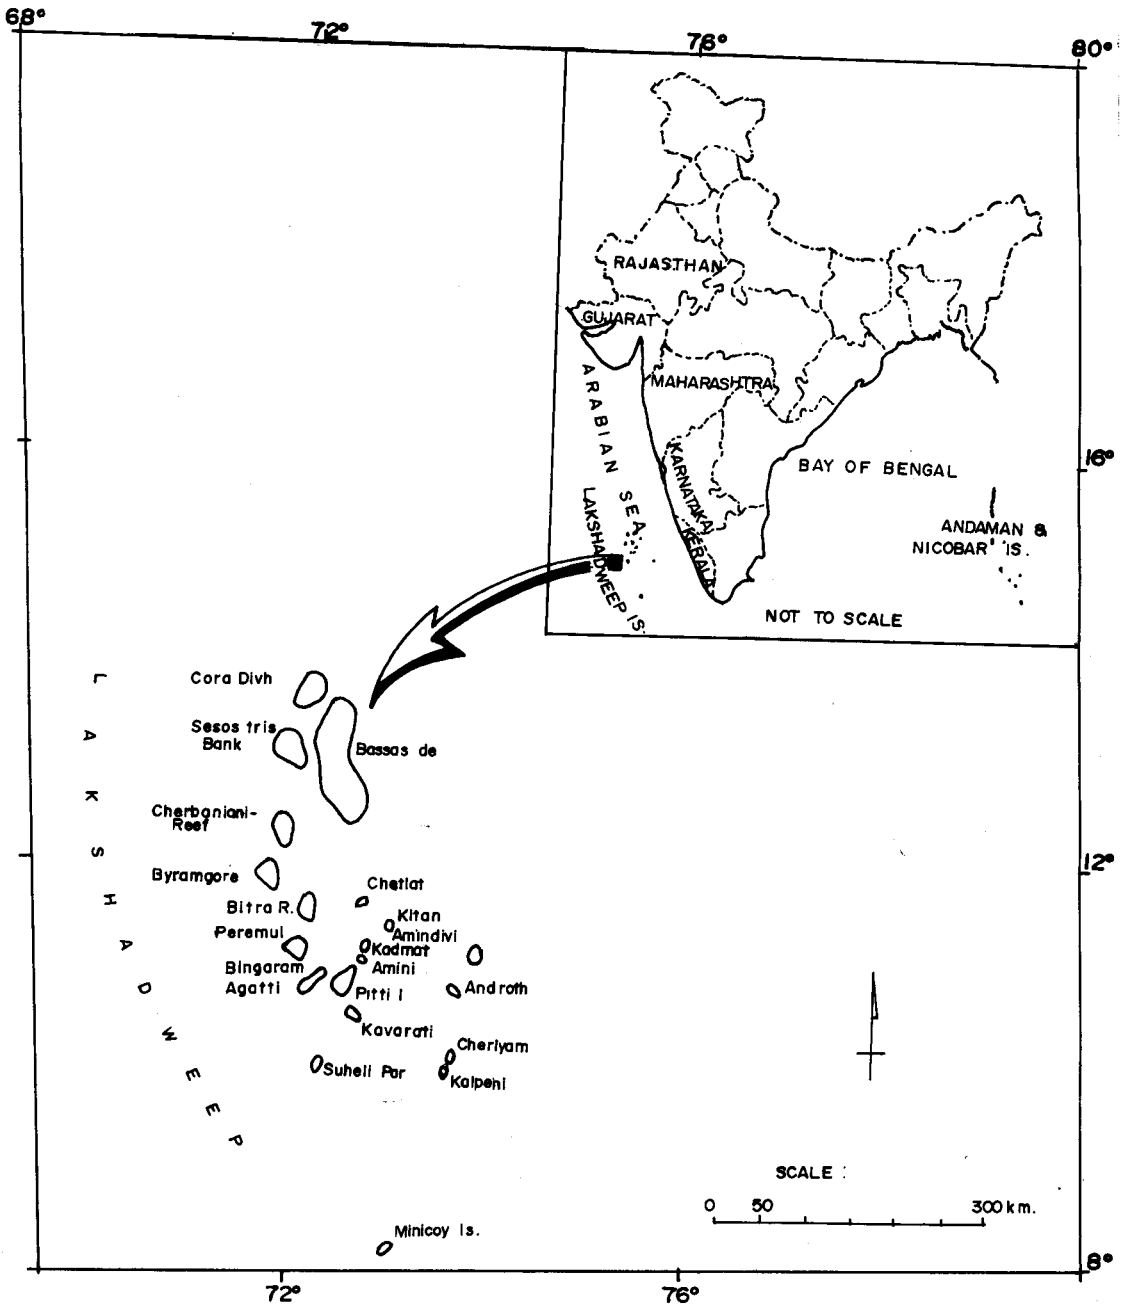 68°
72°
76°
80°
RAJASTHAN
GUJARAT
MAHARASHTRA
ARABIAN SEA
KARNATAKA
KERALA
LAKSHADWEEP IS.
BAY OF BENGAL
16°
ANDAMAN &
NICOBAR IS.
NOT TO SCALE
LAKSHADWEEP
Cora Divh
Sesos tris
Bank
Bassas de
Cherbaniani-
Reef
12°
Byramgore
Chetlat
Bitra R.
Kitan
Peremul
Amindivi
Kadmat
Bingaram
Amini
Agatti
Pitti I
Androth
Kavarati
Cheriyam
Suheli Par
Kalpehi
SCALE :
0 50 300 km.
Minicoy Is.
8°
72°
76°